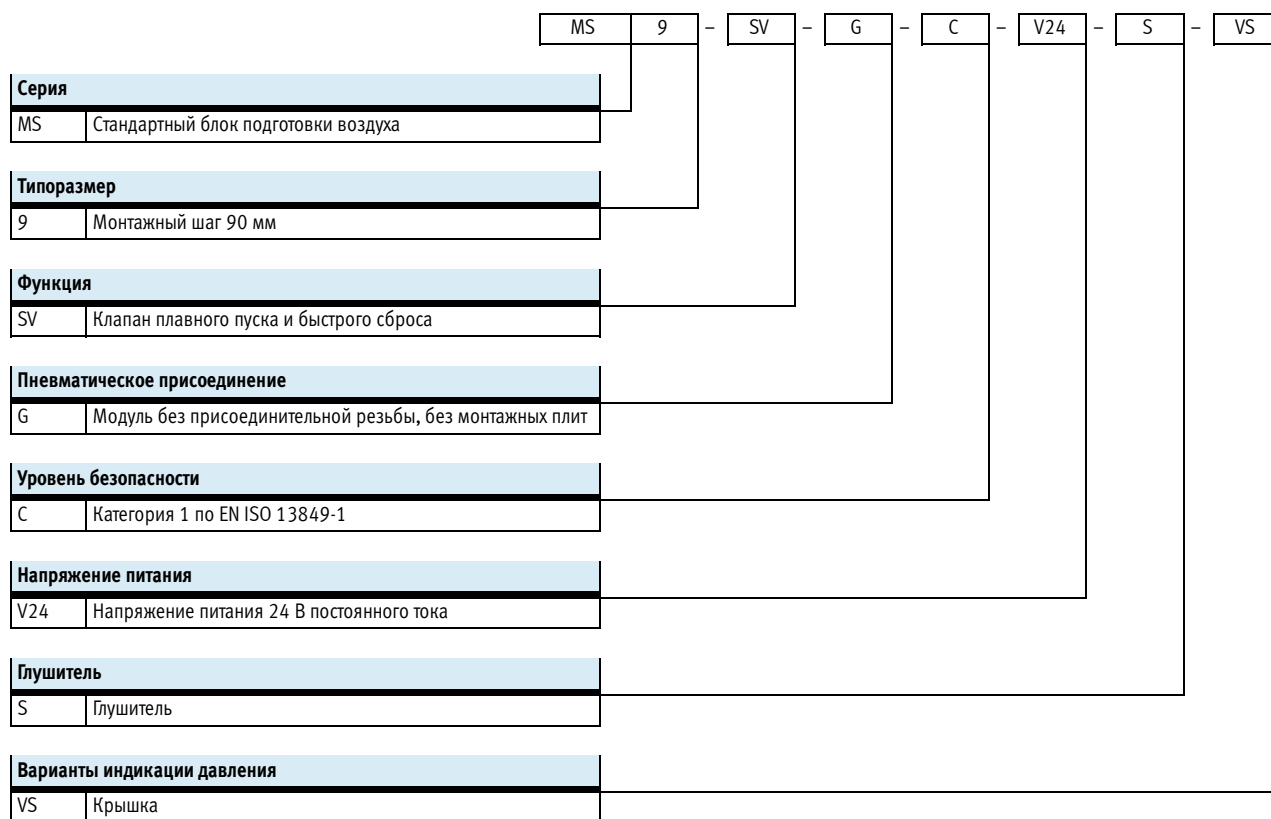 MS 9 – SV – G – C – V24 – S – VS
Серия
MS Стандартный блок подготовки воздуха
Типоразмер
9 Монтажный шаг 90 мм
Функция
SV Клапан плавного пуска и быстрого сброса
Пневматическое присоединение
G Модуль без присоединительной резьбы, без монтажных плит
Уровень безопасности
C Категория 1 по EN ISO 13849-1
Напряжение питания
V24 Напряжение питания 24 В постоянного тока
Глушитель
S Глушитель
Варианты индикации давления
VS Крышка